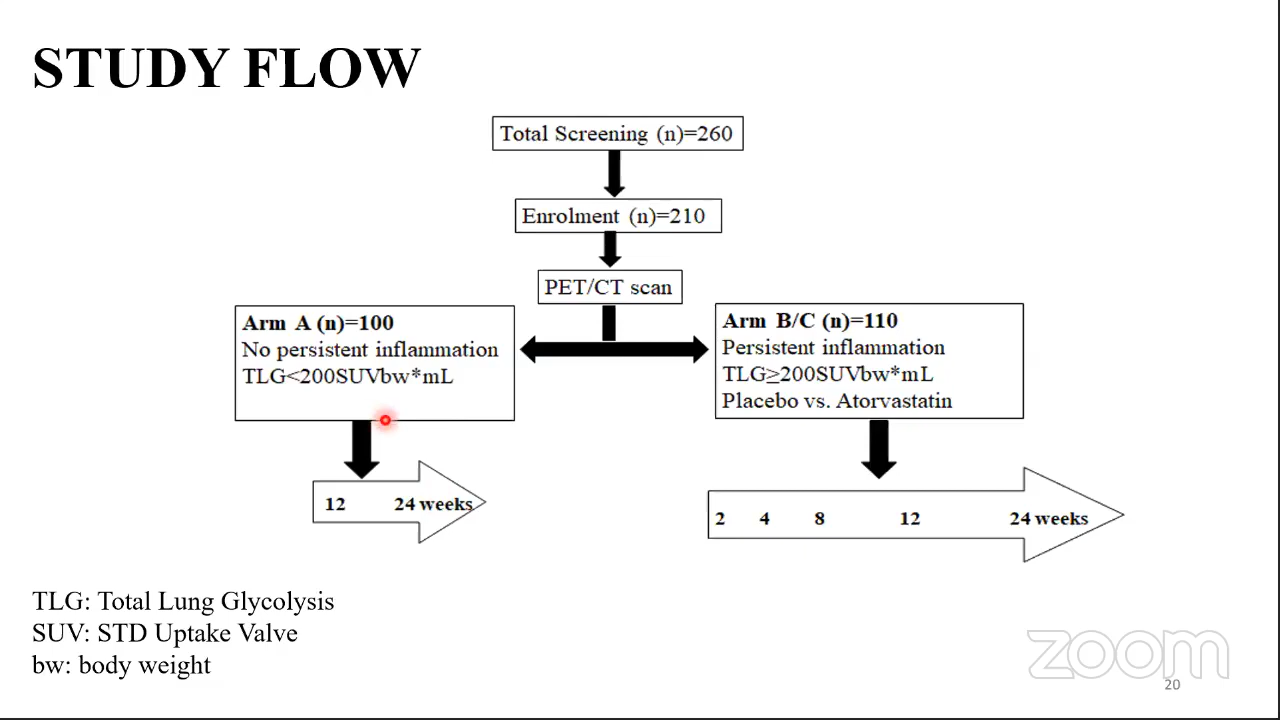 STUDY FLOW
Total Screening (n)=260
Enrolment (n)=210
PET/CT scan
Arm A (n)=100
No persistent inflammation
TLG<200SUVbw*mL
Arm B/C (n)=110
Persistent inflammation
TLG≥200SUVbw*mL
Placebo vs. Atorvastatin
12 24 weeks
2 4 8 12 24 weeks
TLG: Total Lung Glycolysis
SUV: STD Uptake Valve
bw: body weight
zoom
20